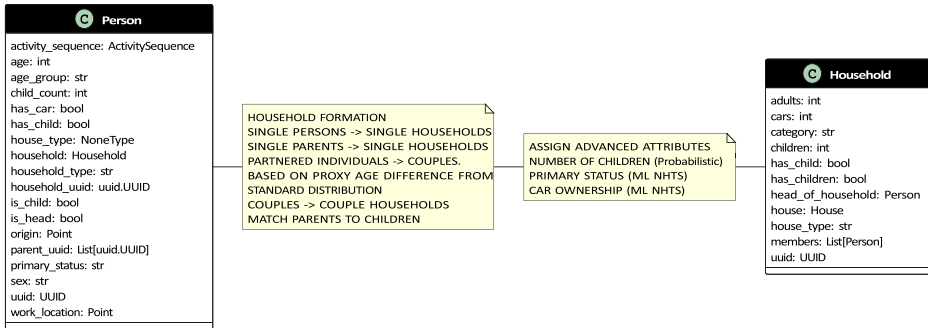 C Person
activity_sequence: ActivitySequence
age: int
age_group: str
child_count: int
has_car: bool
has_child: bool
house_type: NoneType
household: Household
household_type: str
household_uuid: uuid.UUID
is_child: bool
is_head: bool
origin: Point
parent_uuid: List[uuid.UUID]
primary_status: str
sex: str
uuid: UUID
work_location: Point
HOUSEHOLD FORMATION
SINGLE PERSONS -> SINGLE HOUSEHOLDS
SINGLE PARENTS -> SINGLE HOUSEHOLDS
PARTNERED INDIVIDUALS -> COUPLES.
BASED ON PROXY AGE DIFFERENCE FROM
STANDARD DISTRIBUTION
COUPLES -> COUPLE HOUSEHOLDS
MATCH PARENTS TO CHILDREN
ASSIGN ADVANCED ATTRIBUTES
NUMBER OF CHILDREN (Probabilistic)
PRIMARY STATUS (ML NHTS)
CAR OWNERSHIP (ML NHTS)
C Household
adults: int
cars: int
category: str
children: int
has_child: bool
has_children: bool
head_of_household: Person
house: House
house_type: str
members: List[Person]
uuid: UUID